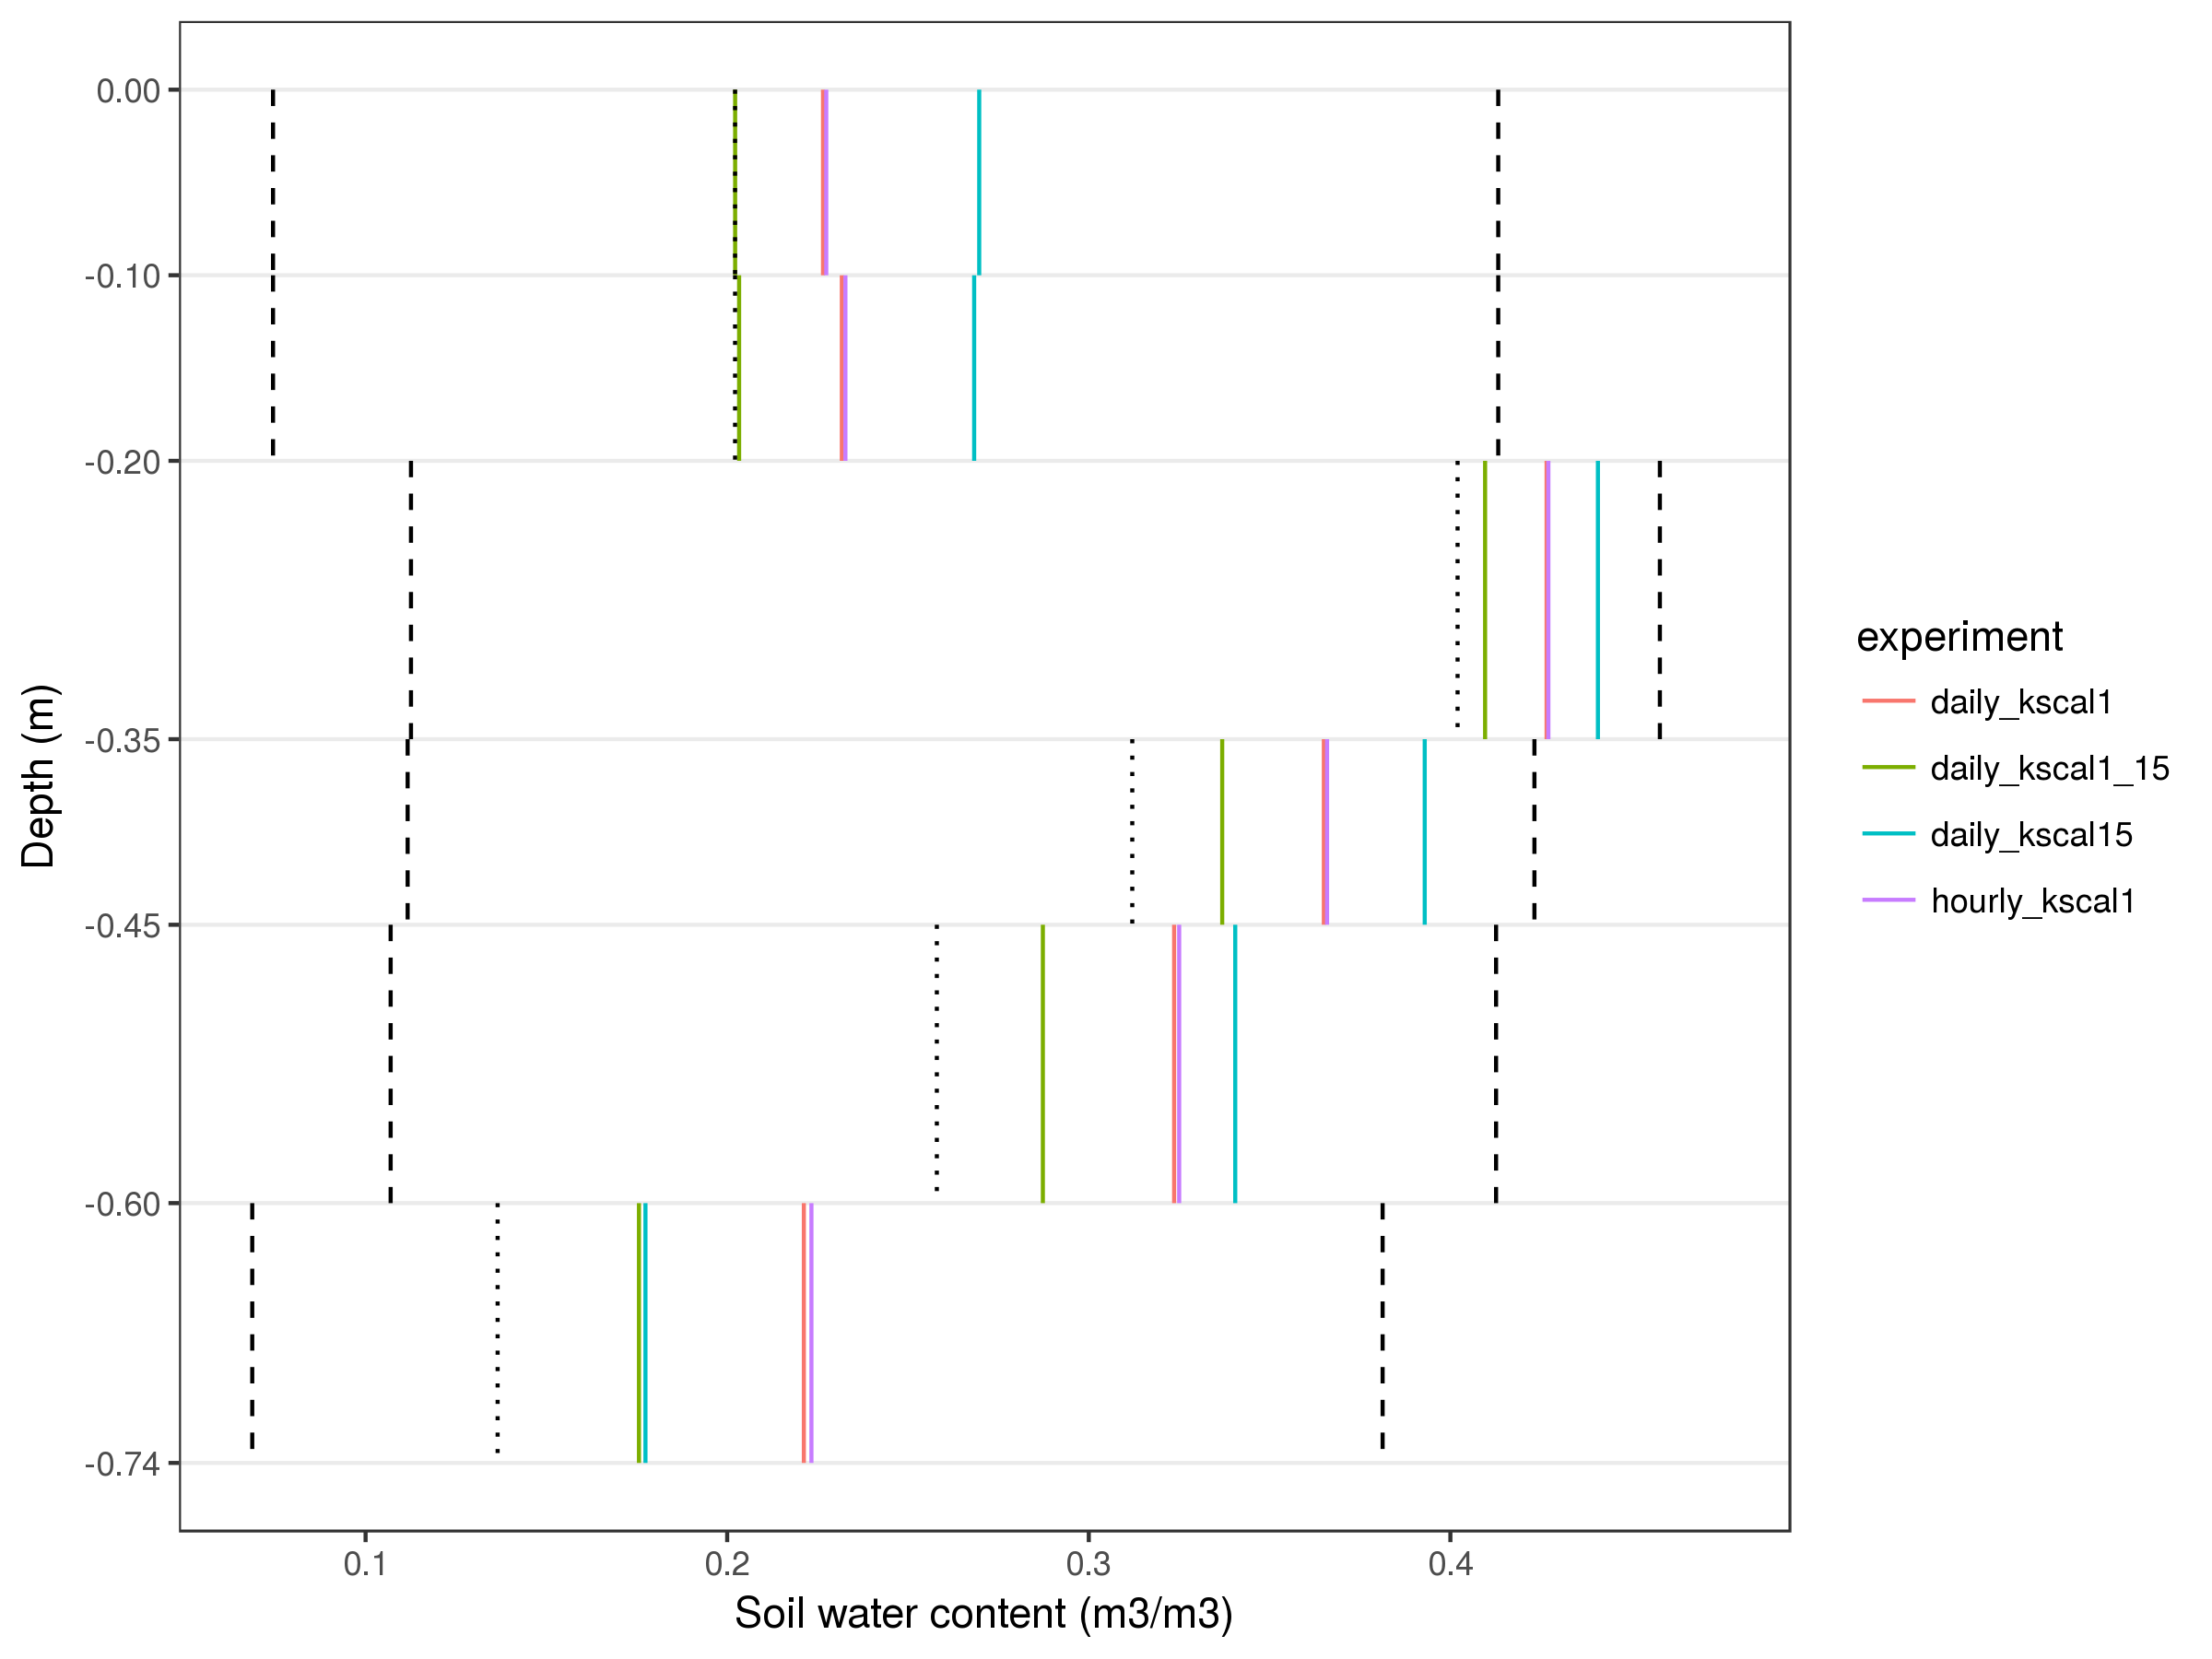 0.00
-0.10
-0.20
-0.35
-0.45
-0.60
-0.74
Depth (m)
0.1 0.2 0.3 0.4
Soil water content (m3/m3)
experiment
daily_kscal1
daily_kscal1_15
daily_kscal15
hourly_kscal1